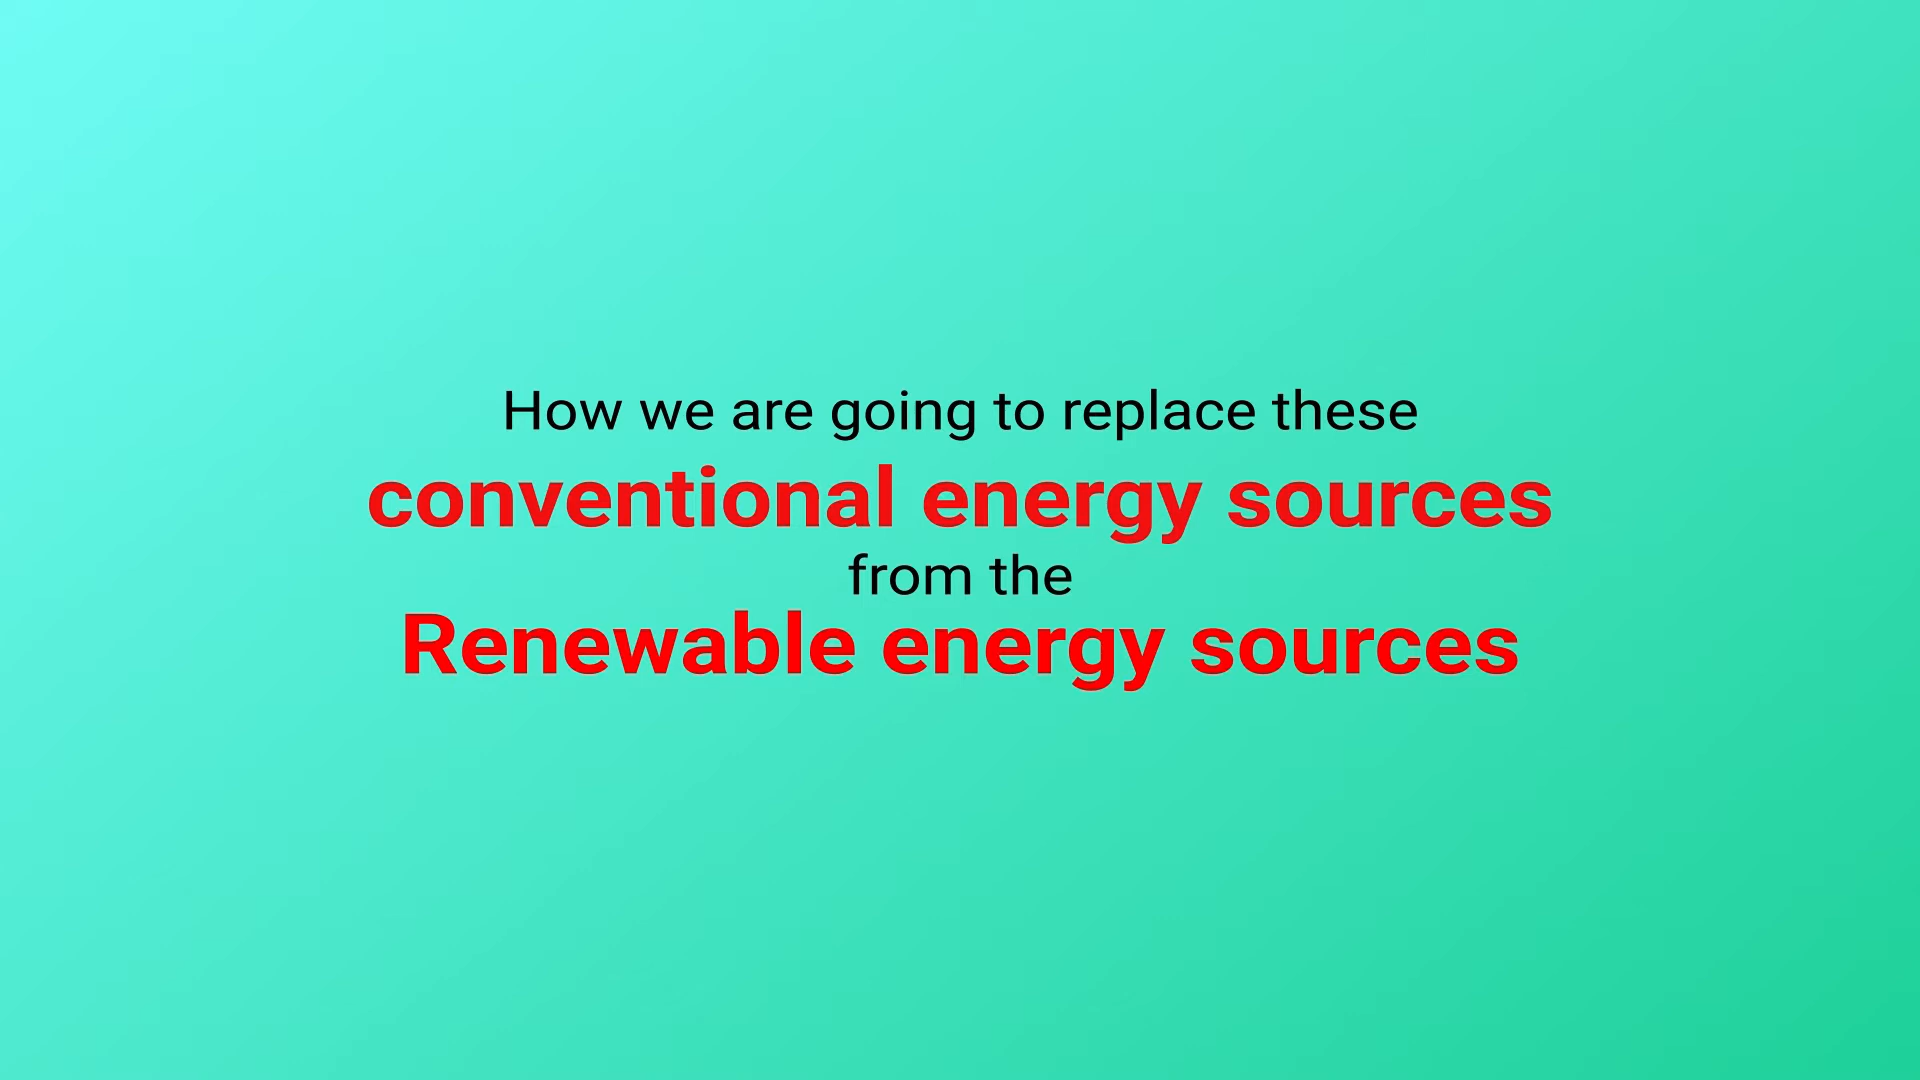 How we are going to replace these
conventional energy sources
from the
Renewable energy sources